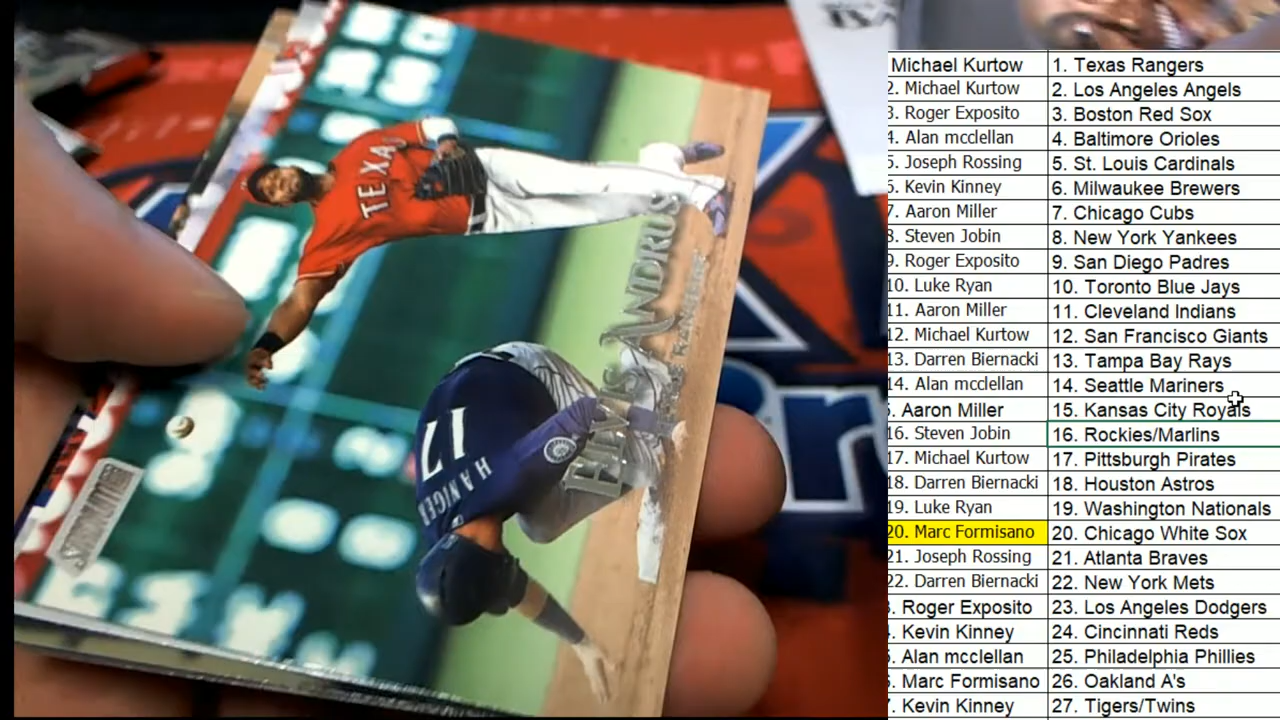 TEXAS
ELVIS ANDRUS
17
HANIGER
Michael Kurtow 1. Texas Rangers
2. Michael Kurtow 2. Los Angeles Angels
3. Roger Exposito 3. Boston Red Sox
4. Alan mcclellan 4. Baltimore Orioles
5. Joseph Rossing 5. St. Louis Cardinals
6. Kevin Kinney 6. Milwaukee Brewers
7. Aaron Miller 7. Chicago Cubs
8. Steven Jobin 8. New York Yankees
9. Roger Exposito 9. San Diego Padres
10. Luke Ryan 10. Toronto Blue Jays
11. Aaron Miller 11. Cleveland Indians
12. Michael Kurtow 12. San Francisco Giants
13. Darren Biernacki 13. Tampa Bay Rays
14. Alan mcclellan 14. Seattle Mariners
5. Aaron Miller 15. Kansas City Royals
16. Steven Jobin 16. Rockies/Marlins
17. Michael Kurtow 17. Pittsburgh Pirates
18. Darren Biernacki 18. Houston Astros
19. Luke Ryan 19. Washington Nationals
20. Marc Formisano 20. Chicago White Sox
21. Joseph Rossing 21. Atlanta Braves
22. Darren Biernacki 22. New York Mets
3. Roger Exposito 23. Los Angeles Dodgers
4. Kevin Kinney 24. Cincinnati Reds
5. Alan mcclellan 25. Philadelphia Phillies
6. Marc Formisano 26. Oakland A's
7. Kevin Kinney 27. Tigers/Twins